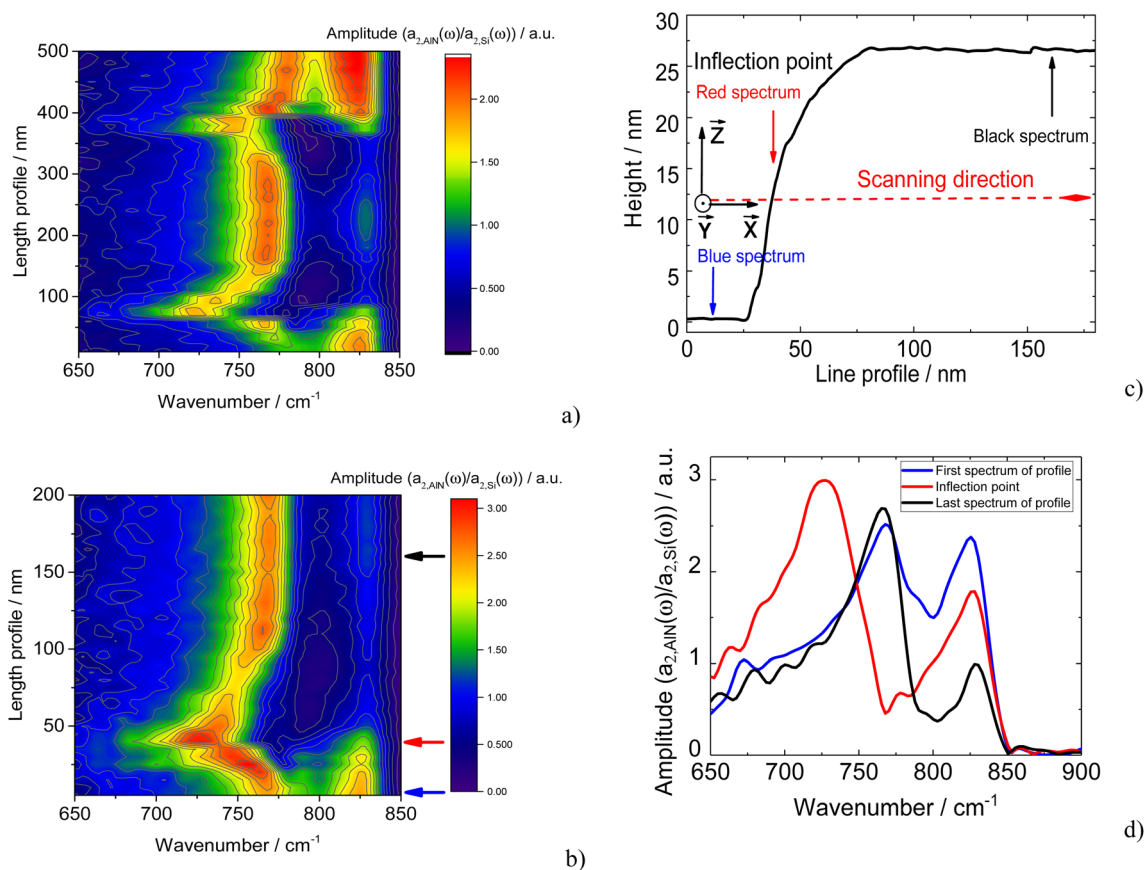 Amplitude (a2,AlN(ω)/a2,Si(ω)) / a.u.
500
400
300
200
100
Length profile / nm
650 700 750 800 850
Wavenumber / cm-1
2.00
1.50
1.00
0.500
0.00
a)
30
25
20
15
10
5
0
Height / nm
Inflection point
Red spectrum
Black spectrum
Z
Scanning direction
Y X
Blue spectrum
0 50 100 150
Line profile / nm
c)
Amplitude (a2,AlN(ω)/a2,Si(ω)) / a.u.
200
150
100
50
Length profile / nm
650 700 750 800 850
Wavenumber / cm-1
3.00
2.50
2.00
1.50
1.00
0.500
0.00
b)
Amplitude (a2,AlN(ω)/a2,Si(ω)) / a.u.
3
2
1
0
First spectrum of profile
Inflection point
Last spectrum of profile
650 700 750 800 850 900
Wavenumber / cm-1
d)